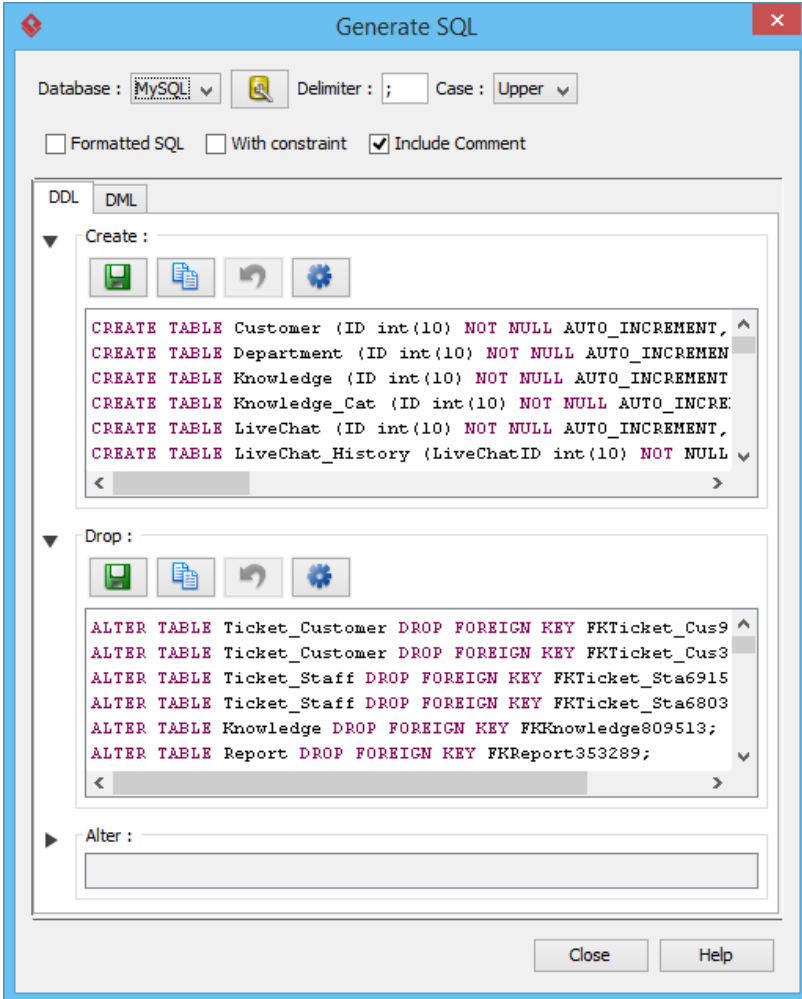 Generate SQL
Database : MySQL Delimiter : ; Case : Upper
Formatted SQL With constraint Include Comment
DDL DML
Create :
CREATE TABLE Customer (ID int(10) NOT NULL AUTO_INCREMENT,
CREATE TABLE Department (ID int(10) NOT NULL AUTO_INCREMEN
CREATE TABLE Knowledge (ID int(10) NOT NULL AUTO_INCREMENT
CREATE TABLE Knowledge_Cat (ID int(10) NOT NULL AUTO_INCRE
CREATE TABLE LiveChat (ID int(10) NOT NULL AUTO_INCREMENT,
CREATE TABLE LiveChat_History (LiveChatID int(10) NOT NULL
Drop :
ALTER TABLE Ticket_Customer DROP FOREIGN KEY FKTicket_Cus9
ALTER TABLE Ticket_Customer DROP FOREIGN KEY FKTicket_Cus3
ALTER TABLE Ticket_Staff DROP FOREIGN KEY FKTicket_Sta6915
ALTER TABLE Ticket_Staff DROP FOREIGN KEY FKTicket_Sta6803
ALTER TABLE Knowledge DROP FOREIGN KEY FKKnowledge809513;
ALTER TABLE Report DROP FOREIGN KEY FKReport353289;
Alter :
Close Help